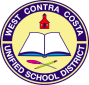 WEST CONTRA COSTA
UNIFIED SCHOOL DISTRICT